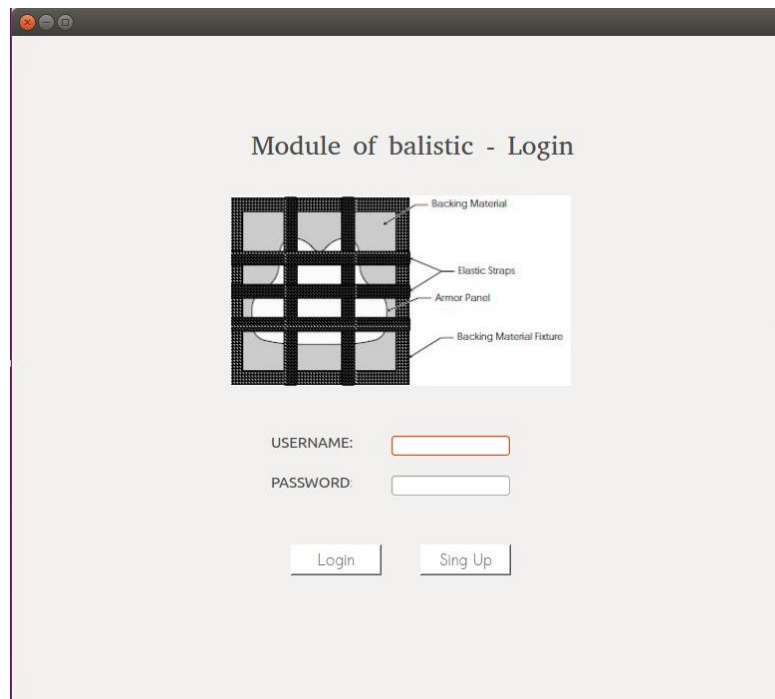 Module of balistic - Login
Backing Material
Elastic Straps
Armor Panel
Backing Material Fixture
USERNAME:
PASSWORD:
Login
Sing Up